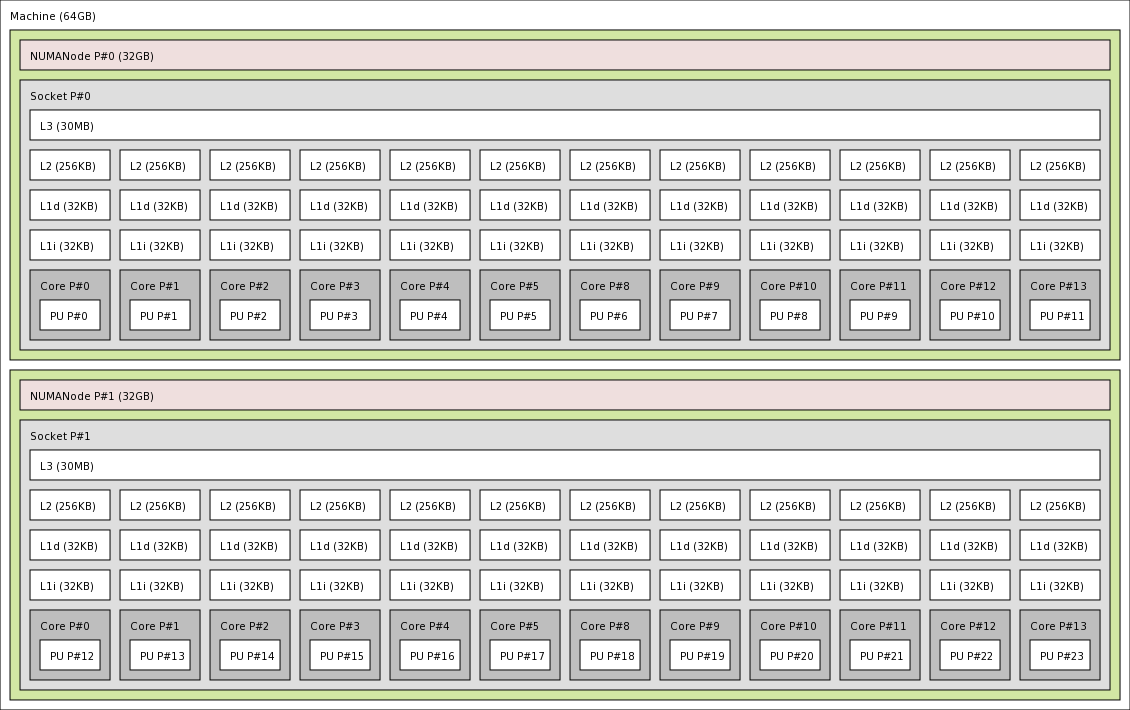 Machine (64GB)
NUMANode P#0 (32GB)
Socket P#0
L3 (30MB)
L2 (256KB) L2 (256KB) L2 (256KB) L2 (256KB) L2 (256KB) L2 (256KB) L2 (256KB) L2 (256KB) L2 (256KB) L2 (256KB) L2 (256KB) L2 (256KB)
L1d (32KB) L1d (32KB) L1d (32KB) L1d (32KB) L1d (32KB) L1d (32KB) L1d (32KB) L1d (32KB) L1d (32KB) L1d (32KB) L1d (32KB) L1d (32KB)
L1i (32KB) L1i (32KB) L1i (32KB) L1i (32KB) L1i (32KB) L1i (32KB) L1i (32KB) L1i (32KB) L1i (32KB) L1i (32KB) L1i (32KB) L1i (32KB)
Core P#0 Core P#1 Core P#2 Core P#3 Core P#4 Core P#5 Core P#8 Core P#9 Core P#10 Core P#11 Core P#12 Core P#13
PU P#0 PU P#1 PU P#2 PU P#3 PU P#4 PU P#5 PU P#6 PU P#7 PU P#8 PU P#9 PU P#10 PU P#11
NUMANode P#1 (32GB)
Socket P#1
L3 (30MB)
L2 (256KB) L2 (256KB) L2 (256KB) L2 (256KB) L2 (256KB) L2 (256KB) L2 (256KB) L2 (256KB) L2 (256KB) L2 (256KB) L2 (256KB) L2 (256KB)
L1d (32KB) L1d (32KB) L1d (32KB) L1d (32KB) L1d (32KB) L1d (32KB) L1d (32KB) L1d (32KB) L1d (32KB) L1d (32KB) L1d (32KB) L1d (32KB)
L1i (32KB) L1i (32KB) L1i (32KB) L1i (32KB) L1i (32KB) L1i (32KB) L1i (32KB) L1i (32KB) L1i (32KB) L1i (32KB) L1i (32KB) L1i (32KB)
Core P#0 Core P#1 Core P#2 Core P#3 Core P#4 Core P#5 Core P#8 Core P#9 Core P#10 Core P#11 Core P#12 Core P#13
PU P#12 PU P#13 PU P#14 PU P#15 PU P#16 PU P#17 PU P#18 PU P#19 PU P#20 PU P#21 PU P#22 PU P#23